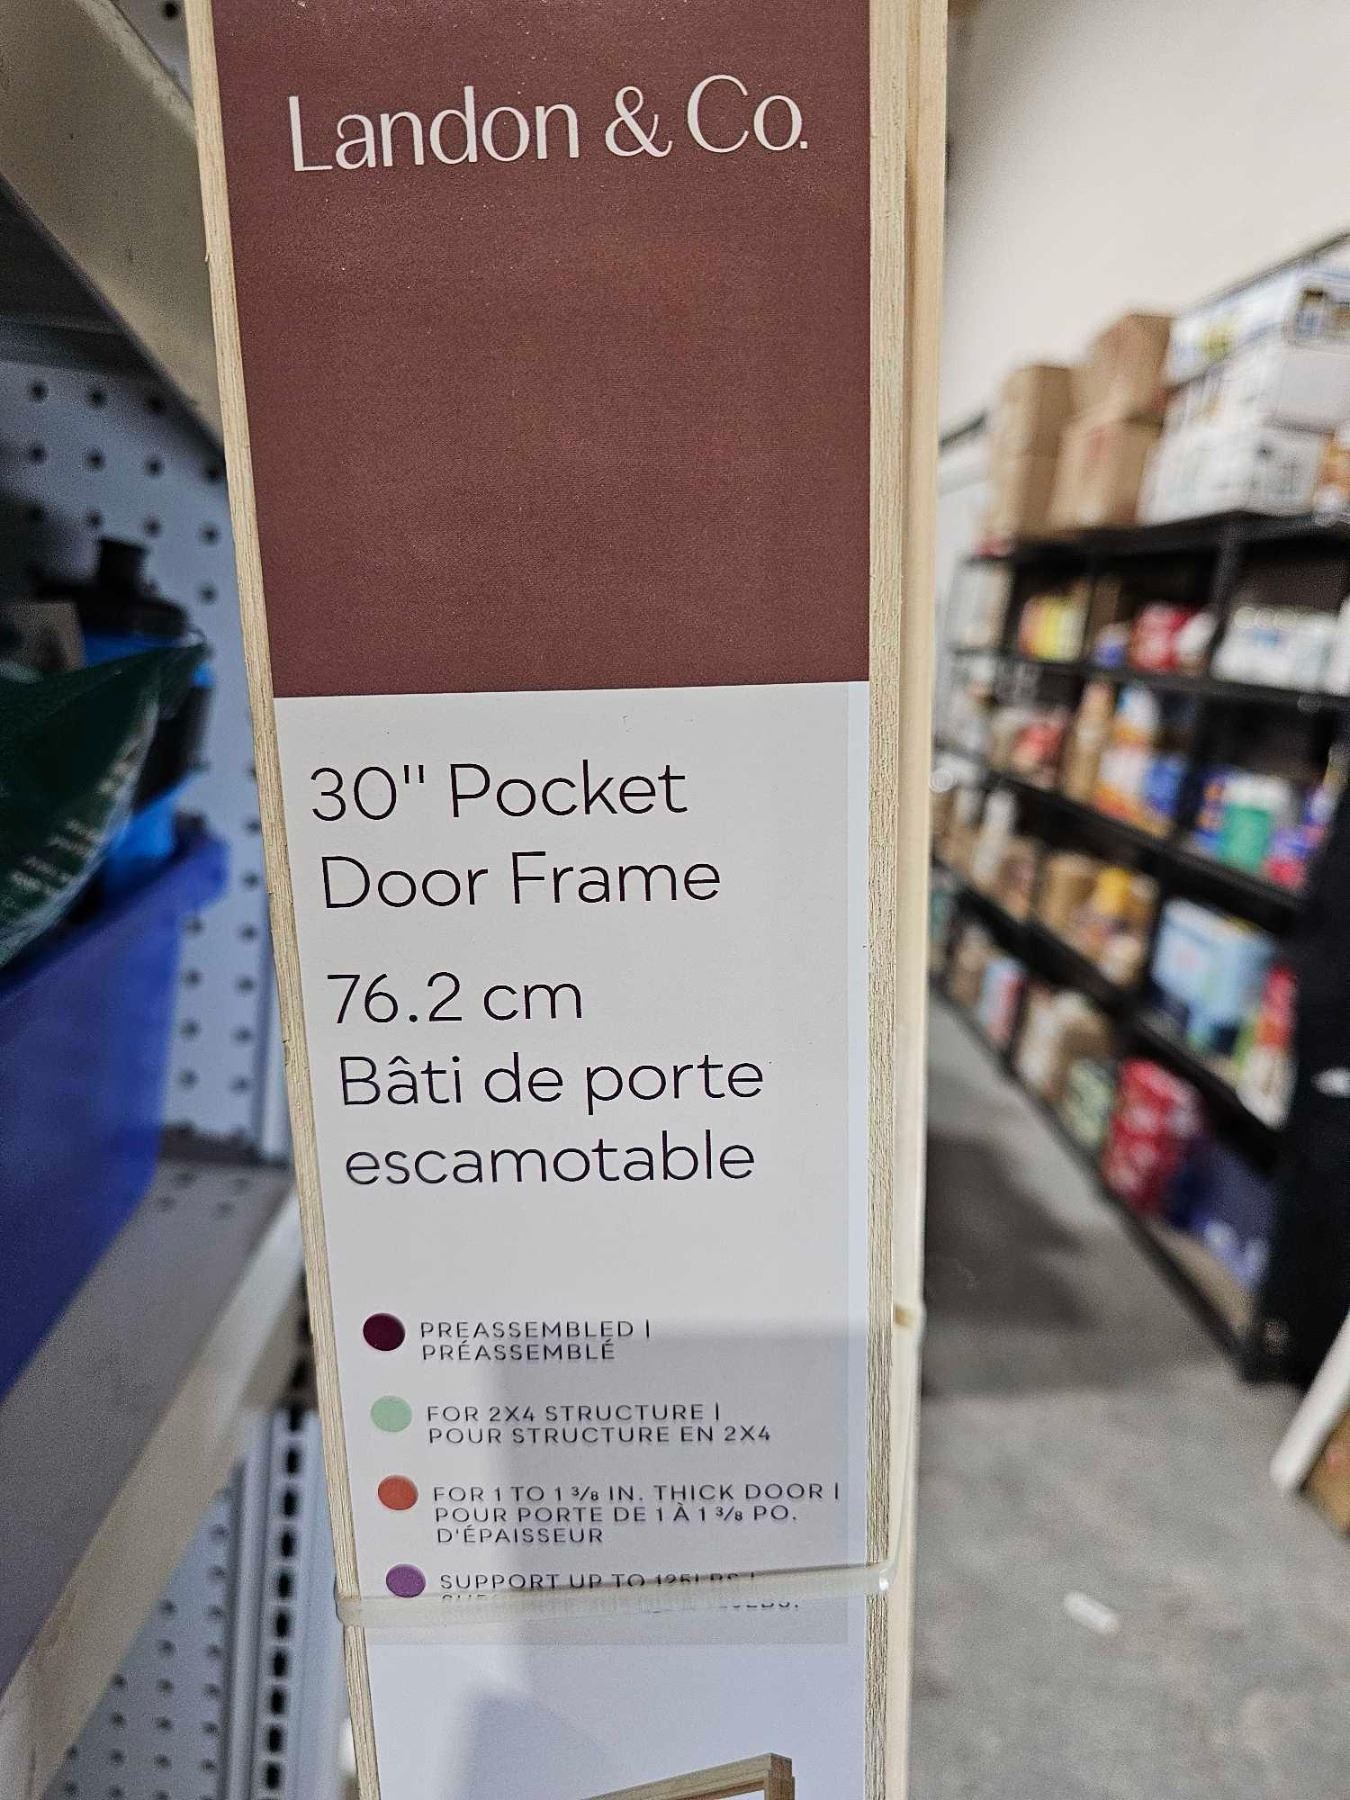 Landon & Co.
30" Pocket
Door Frame
76.2 cm
Bâti de porte
escamotable
PREASSEMBLED |
PRÉASSEMBLÉ
FOR 2X4 STRUCTURE |
POUR STRUCTURE EN 2X4
FOR 1 TO 1 3/8 IN. THICK DOOR |
POUR PORTE DE 1 À 1 3/8 PO.
D'ÉPAISSEUR
SUPPORT UP TO 125LBS |